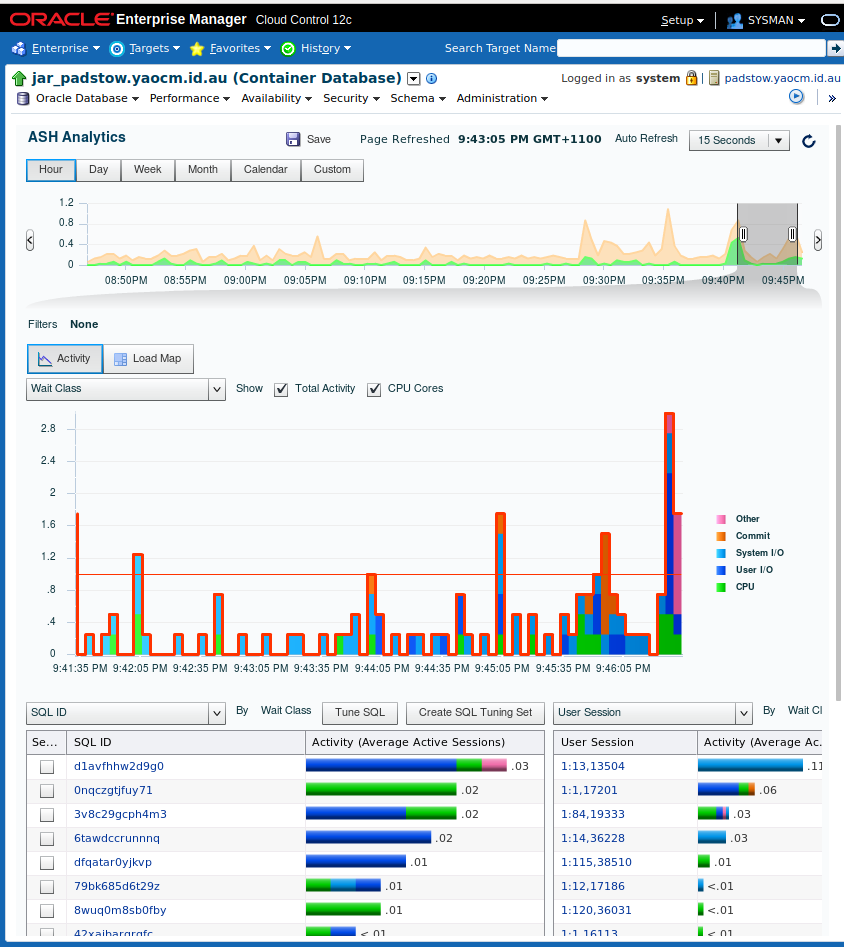 ORACLE Enterprise Manager Cloud Control 12c Setup SYSMAN
Enterprise Targets Favorites History Search Target Name
jar_padstow.yaocm.id.au (Container Database) Logged in as system padstow.yaocm.id.au
Oracle Database Performance Availability Security Schema Administration »
ASH Analytics Save Page Refreshed 9:43:05 PM GMT+1100 Auto Refresh 15 Seconds
Hour Day Week Month Calendar Custom
1.2
0.8
0.4
0
08:50PM 08:55PM 09:00PM 09:05PM 09:10PM 09:15PM 09:20PM 09:25PM 09:30PM 09:35PM 09:40PM 09:45PM
Filters None
Activity Load Map
Wait Class Show Total Activity CPU Cores
2.8
2.4
2
1.6
1.2
.8
.4
0
Other
Commit
System I/O
User I/O
CPU
9:41:35 PM 9:42:05 PM 9:42:35 PM 9:43:05 PM 9:43:35 PM 9:44:05 PM 9:44:35 PM 9:45:05 PM 9:45:35 PM 9:46:05 PM
SQL ID By Wait Class Tune SQL Create SQL Tuning Set User Session By Wait Cl
Se... SQL ID Activity (Average Active Sessions) User Session Activity (Average Ac.
d1avfhhw2d9g0 .03 1:13,13504 .11
0nqczgtjfuy71 .02 1:1,17201 .06
3v8c29gcph4m3 .02 1:84,19333 .03
6tawdccrunnnq .02 1:14,36228 .03
dfqatar0yjkvp .01 1:115,38510 .01
79bk685d6t29z .01 1:12,17186 <.01
8wuq0m8sb0fby .01 1:120,36031 <.01
<.01 1:1,16113 <.01